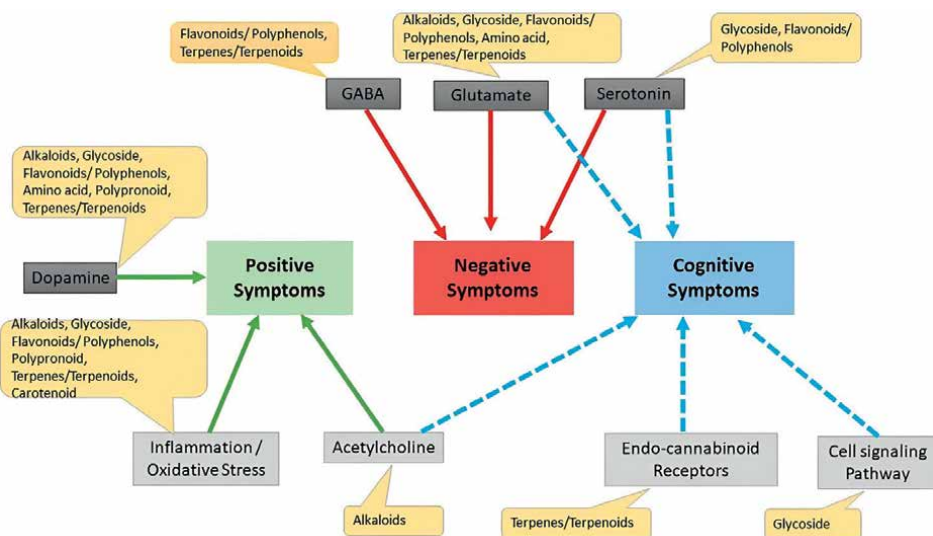 Flavonoids/ Polyphenols,
Terpenes/Terpenoids
Alkaloids, Glycoside, Flavonoids/
Polyphenols, Amino acid,
Terpenes/Terpenoids
Glycoside, Flavonoids/
Polyphenols
GABA
Glutamate
Serotonin
Alkaloids, Glycoside,
Flavonoids/ Polyphenols,
Amino acid, Polypronoid,
Terpenes/Terpenoids
Dopamine
Positive
Symptoms
Negative
Symptoms
Cognitive
Symptoms
Alkaloids, Glycoside,
Flavonoids/ Polyphenols,
Polypronoid,
Terpenes/Terpenoids,
Carotenoid
Inflammation /
Oxidative Stress
Acetylcholine
Endo-cannabinoid
Receptors
Cell signaling
Pathway
Alkaloids
Terpenes/Terpenoids
Glycoside